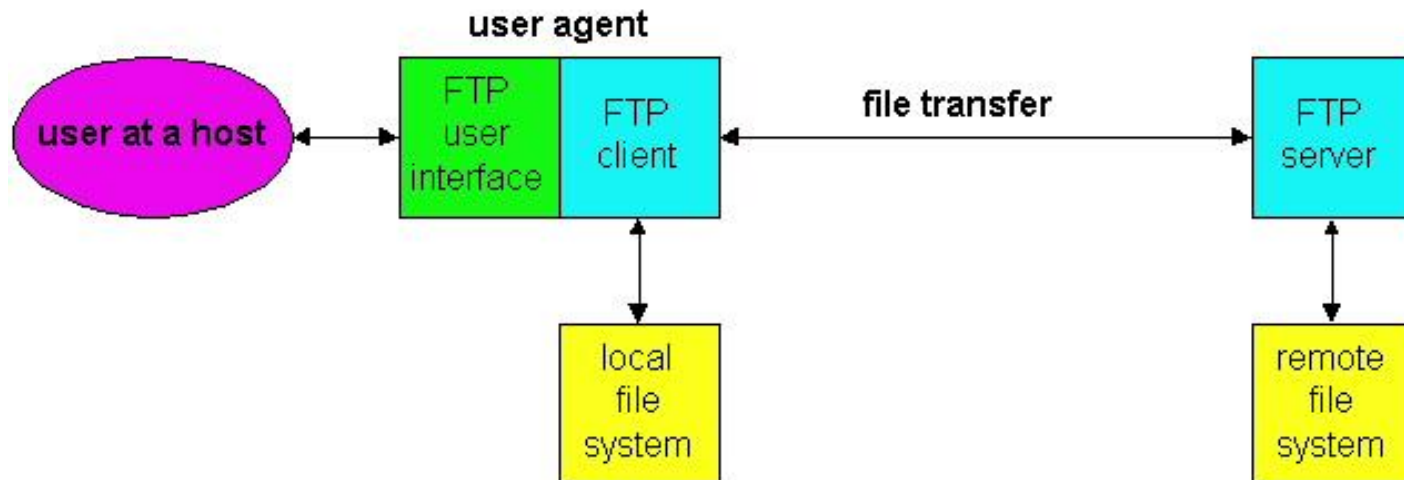 user agent
user at a host
FTP
user
interface
FTP
client
file transfer
FTP
server
local
file
system
remote
file
system